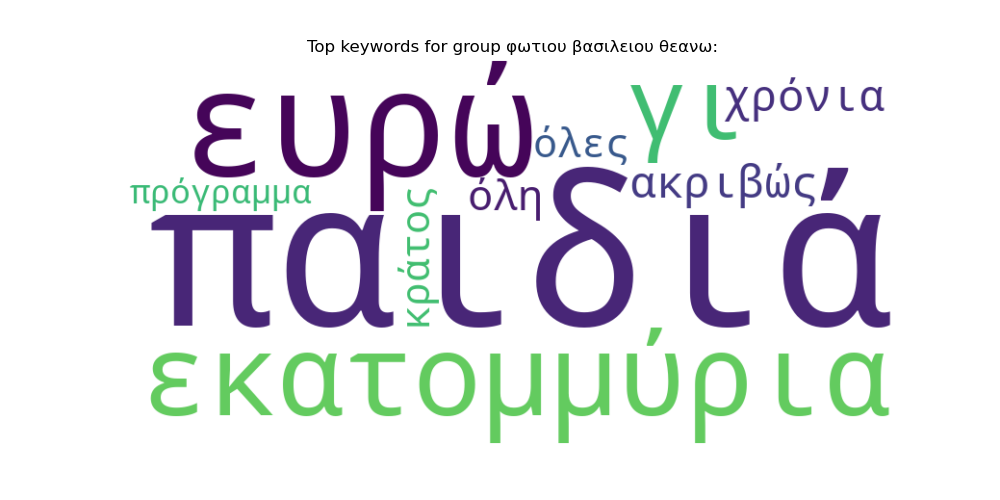 Top keywords for group φωτιου βασιλειου θεανω:
ευρώ
γι
χρόνια
όλες
πρόγραμμα
όλη
ακριβώς
κράτος
παιδιά
εκατομμύρια